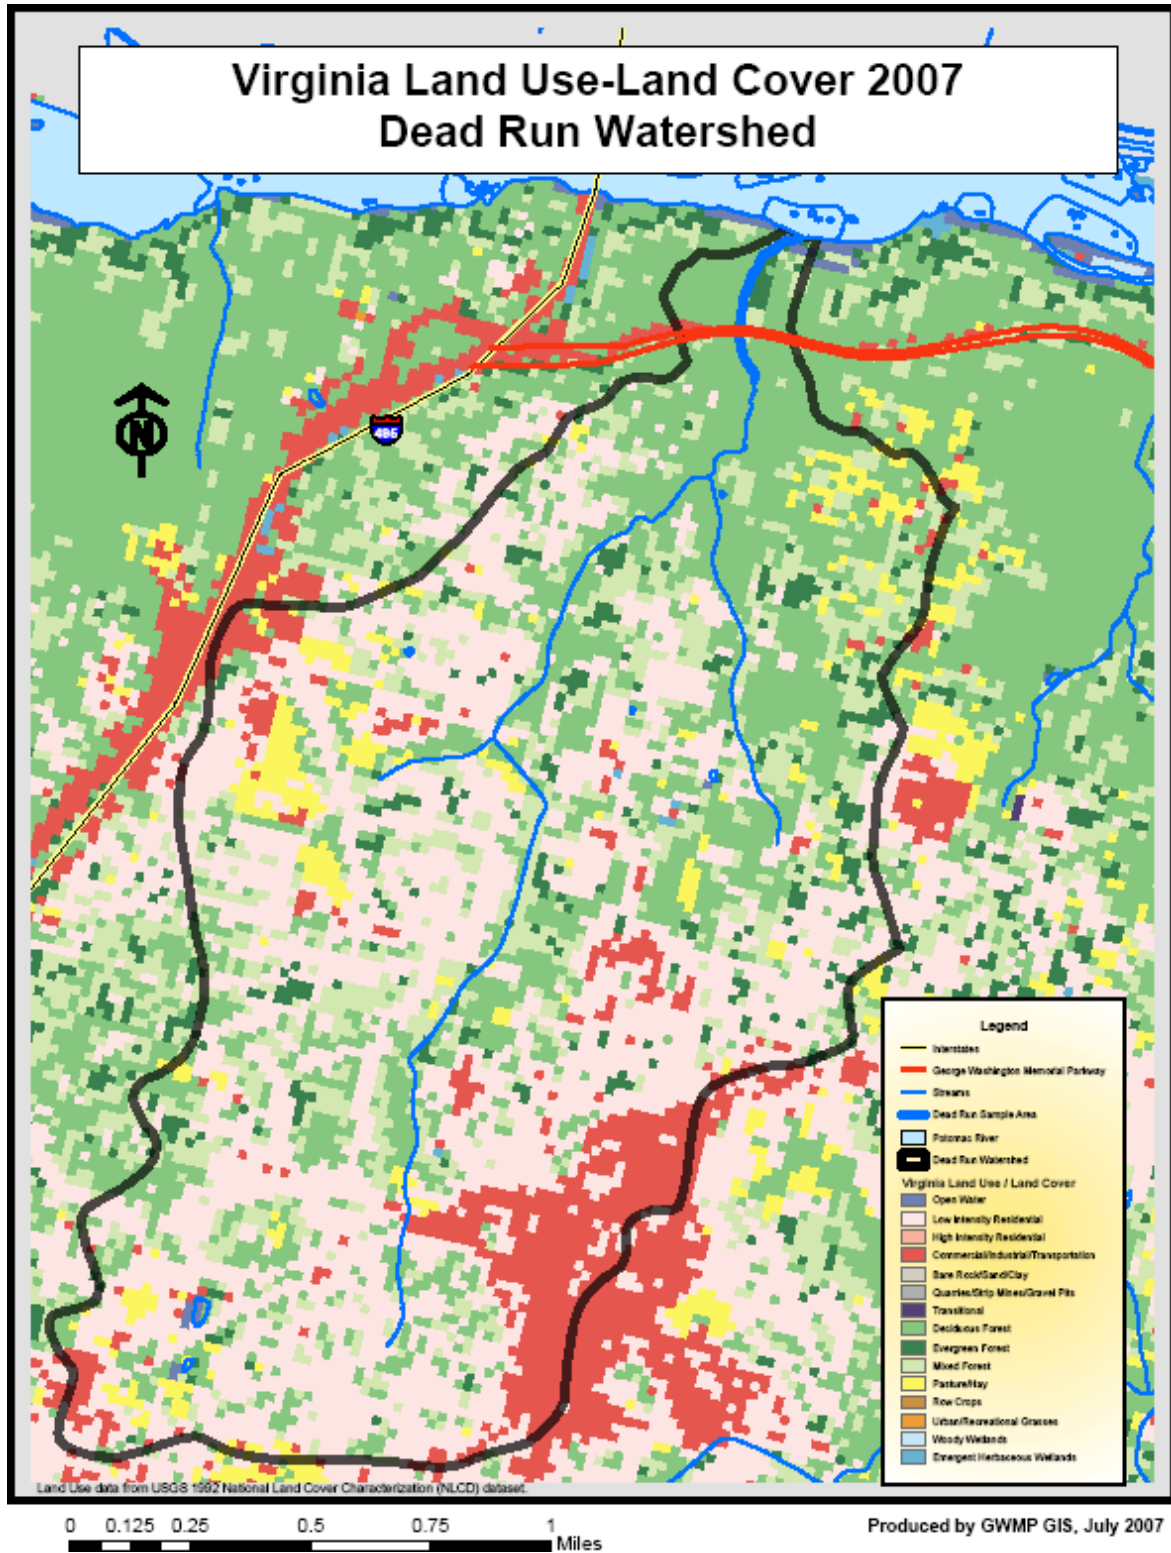 Virginia Land Use-Land Cover 2007
Dead Run Watershed
N
495
Legend
Interstates
George Washington Memorial Parkway
Streams
Dead Run Sample Area
Potomac River
Dead Run Watershed
Virginia Land Use / Land Cover
Open Water
Low Intensity Residential
High Intensity Residential
Commercial/Industrial/Transportation
Bare Rock/Sand/Clay
Quarries/Strip Mines/Gravel Pits
Transitional
Deciduous Forest
Evergreen Forest
Mixed Forest
Pasture/Hay
Row Crops
Urban/Recreational Grasses
Woody Wetlands
Emergent Herbaceous Wetlands
Land Use data from USGS 1992 National Land Cover Characterization (NLCD) dataset.
0 0.125 0.25 0.5 0.75 1
Miles
Produced by GWMP GIS, July 2007